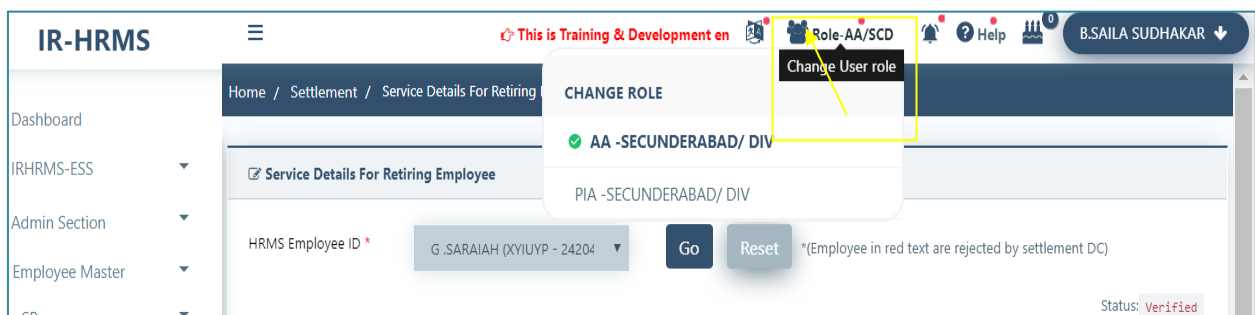 IR-HRMS
☰ This is Training & Development en Role-AA/SCD Help 0 B.SAILA SUDHAKAR
Change User role
Home / Settlement / Service Details For Retiring
CHANGE ROLE
AA -SECUNDERABAD/ DIV
PIA -SECUNDERABAD/ DIV
Dashboard
IRHRMS-ESS
Admin Section
Employee Master
Service Details For Retiring Employee
HRMS Employee ID * G .SARAIAH (XYIUYP - 24204 Go Reset *(Employee in red text are rejected by settlement DC)
Status: Verified